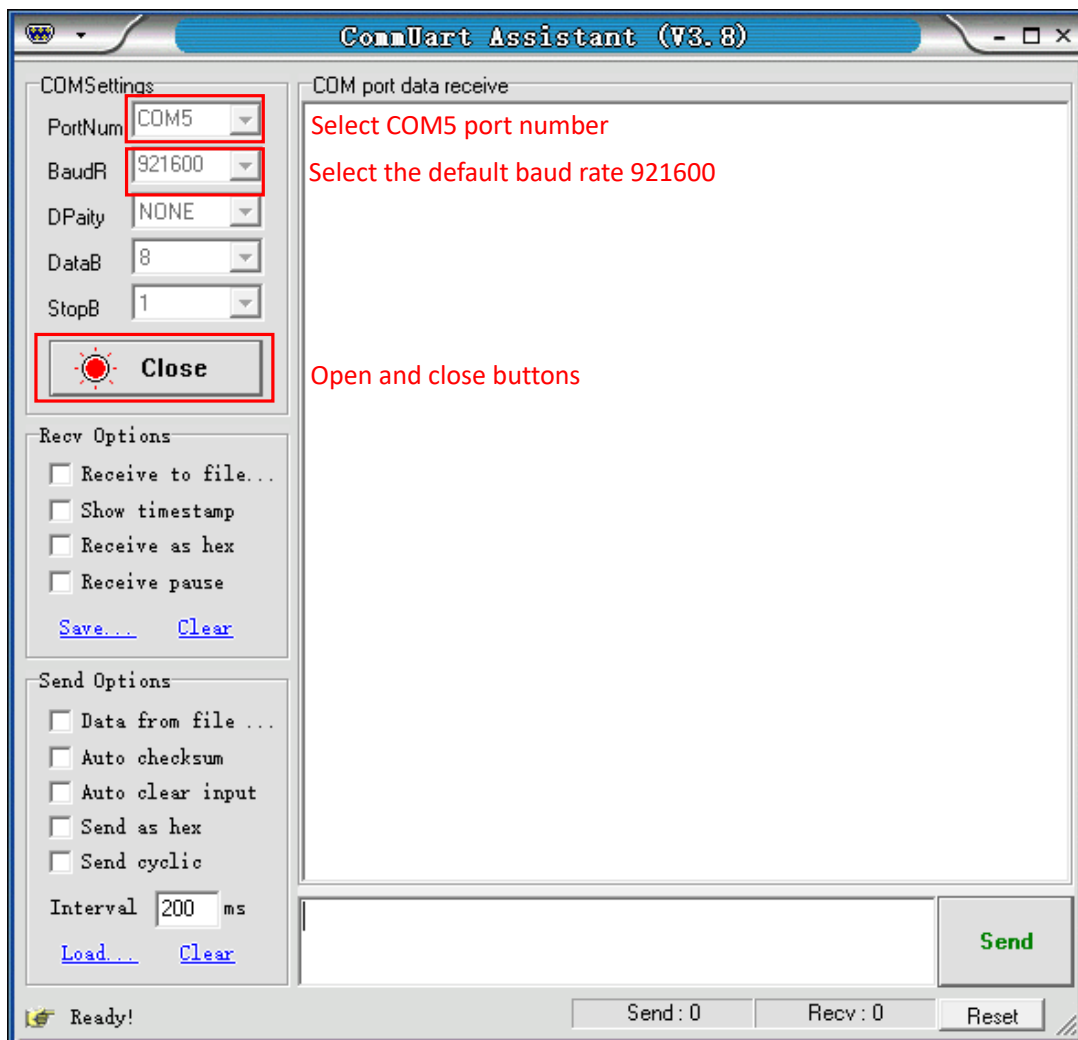 CommUart Assistant (V3.8)
COMSettings
PortNum COM5
BaudR 921600
DPaity NONE
DataB 8
StopB 1
Close
Recv Options
Receive to file...
Show timestamp
Receive as hex
Receive pause
Save... Clear
Send Options
Data from file ...
Auto checksum
Auto clear input
Send as hex
Send cyclic
Interval 200 ms
Load... Clear
COM port data receive
Select COM5 port number
Select the default baud rate 921600
Open and close buttons
Send
Ready!
Send : 0
Recv : 0
Reset